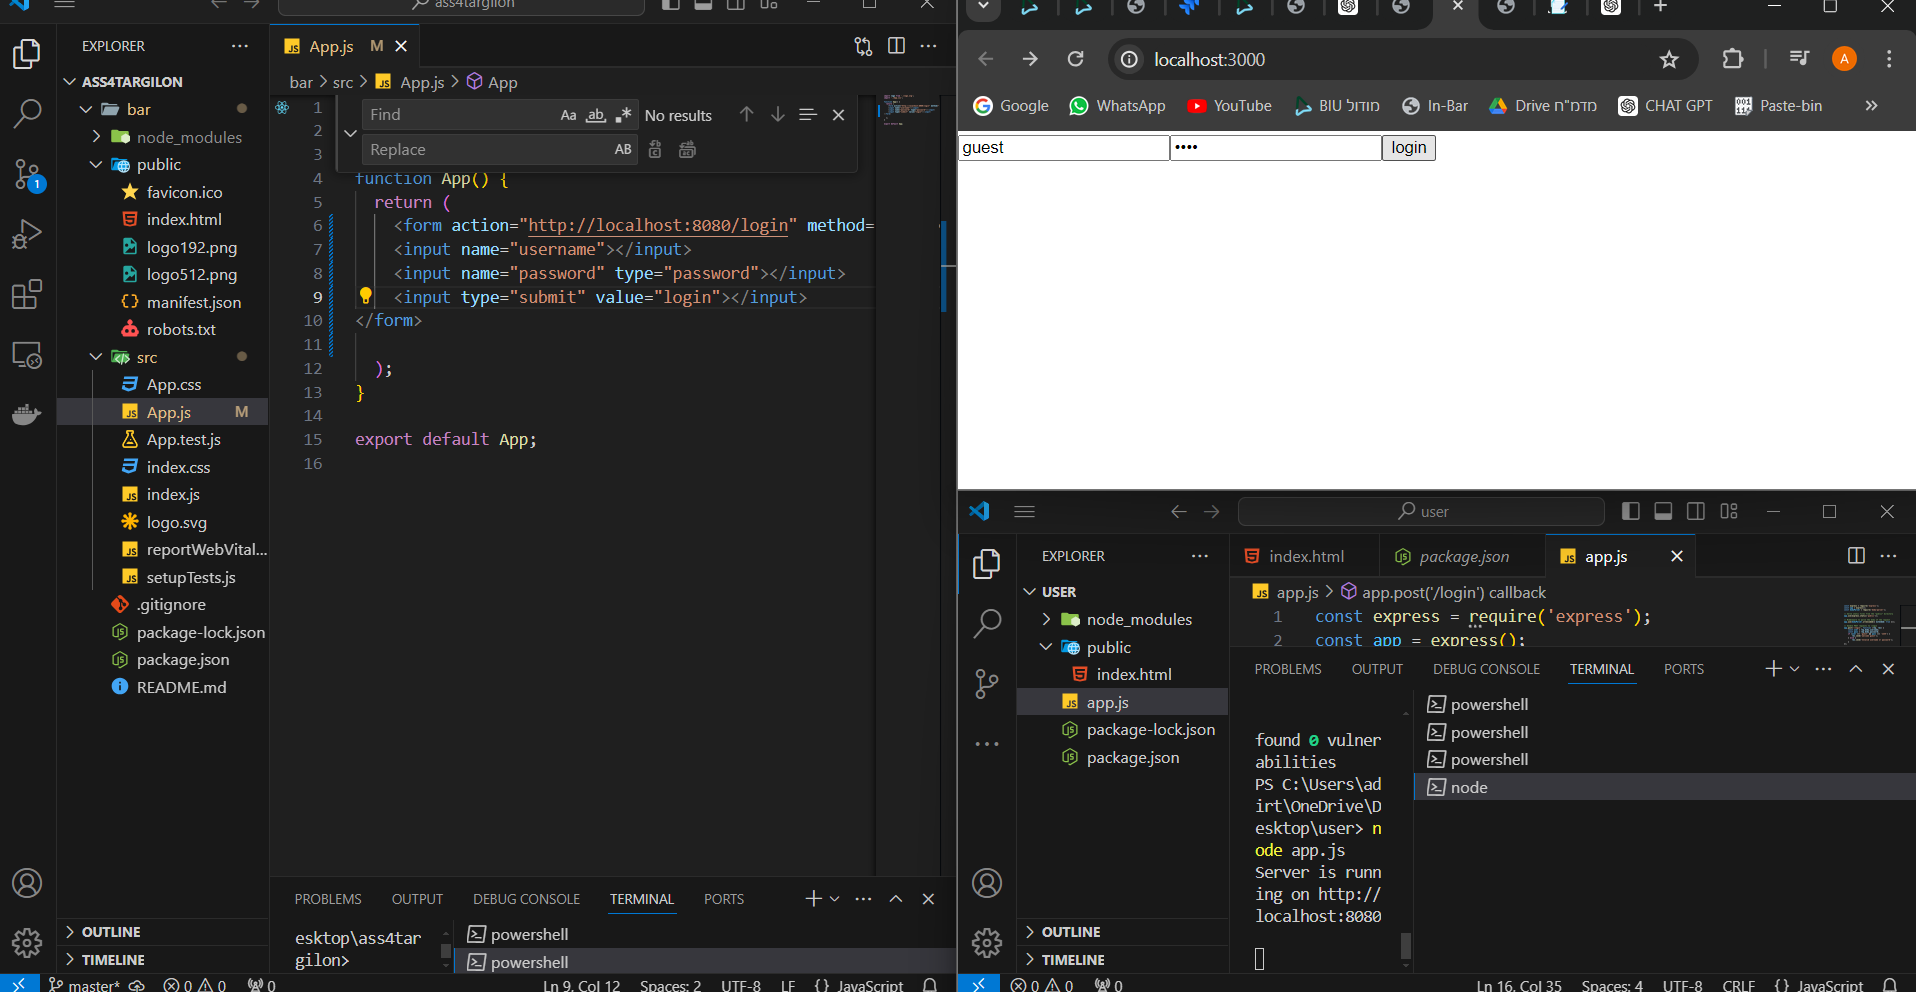 ass4targilon
EXPLORER
ASS4TARGILON
bar
node_modules
public
favicon.ico
index.html
logo192.png
logo512.png
manifest.json
robots.txt
src
App.css
App.js M
App.test.js
index.css
index.js
logo.svg
reportWebVital...
setupTests.js
.gitignore
package-lock.json
package.json
README.md
OUTLINE
TIMELINE
1
App.js M
bar > src > App.js > App
Find Aa ab No results
Replace AB
1
2
3
4 function App() {
5 return (
6 <form action="http://localhost:8080/login" method=
7 <input name="username"></input>
8 <input name="password" type="password"></input>
9 <input type="submit" value="login"></input>
10 </form>
11
12 );
13 }
14
15 export default App;
16
PROBLEMS OUTPUT DEBUG CONSOLE TERMINAL PORTS
esktop\ass4tar
gilon>
powershell
powershell
master* 0 0 0 Ln 9, Col 12 Spaces: 2 UTF-8 LF {} JavaScript
localhost:3000
A
Google WhatsApp YouTube מודול BIU In-Bar Drive מדמ"ח CHAT GPT Paste-bin
guest •••• login
user
EXPLORER
USER
node_modules
public
index.html
app.js
package-lock.json
package.json
OUTLINE
TIMELINE
index.html package.json app.js
app.js > app.post('/login') callback
1 const express = require('express');
2 const app = express();
PROBLEMS OUTPUT DEBUG CONSOLE TERMINAL PORTS
found 0 vulner
abilities
PS C:\Users\ad
irt\OneDrive\D
esktop\user> n
ode app.js
Server is runn
ing on http://
localhost:8080
powershell
powershell
powershell
node
0 0 0 Ln 16, Col 35 Spaces: 4 UTF-8 CRLF {} JavaScript